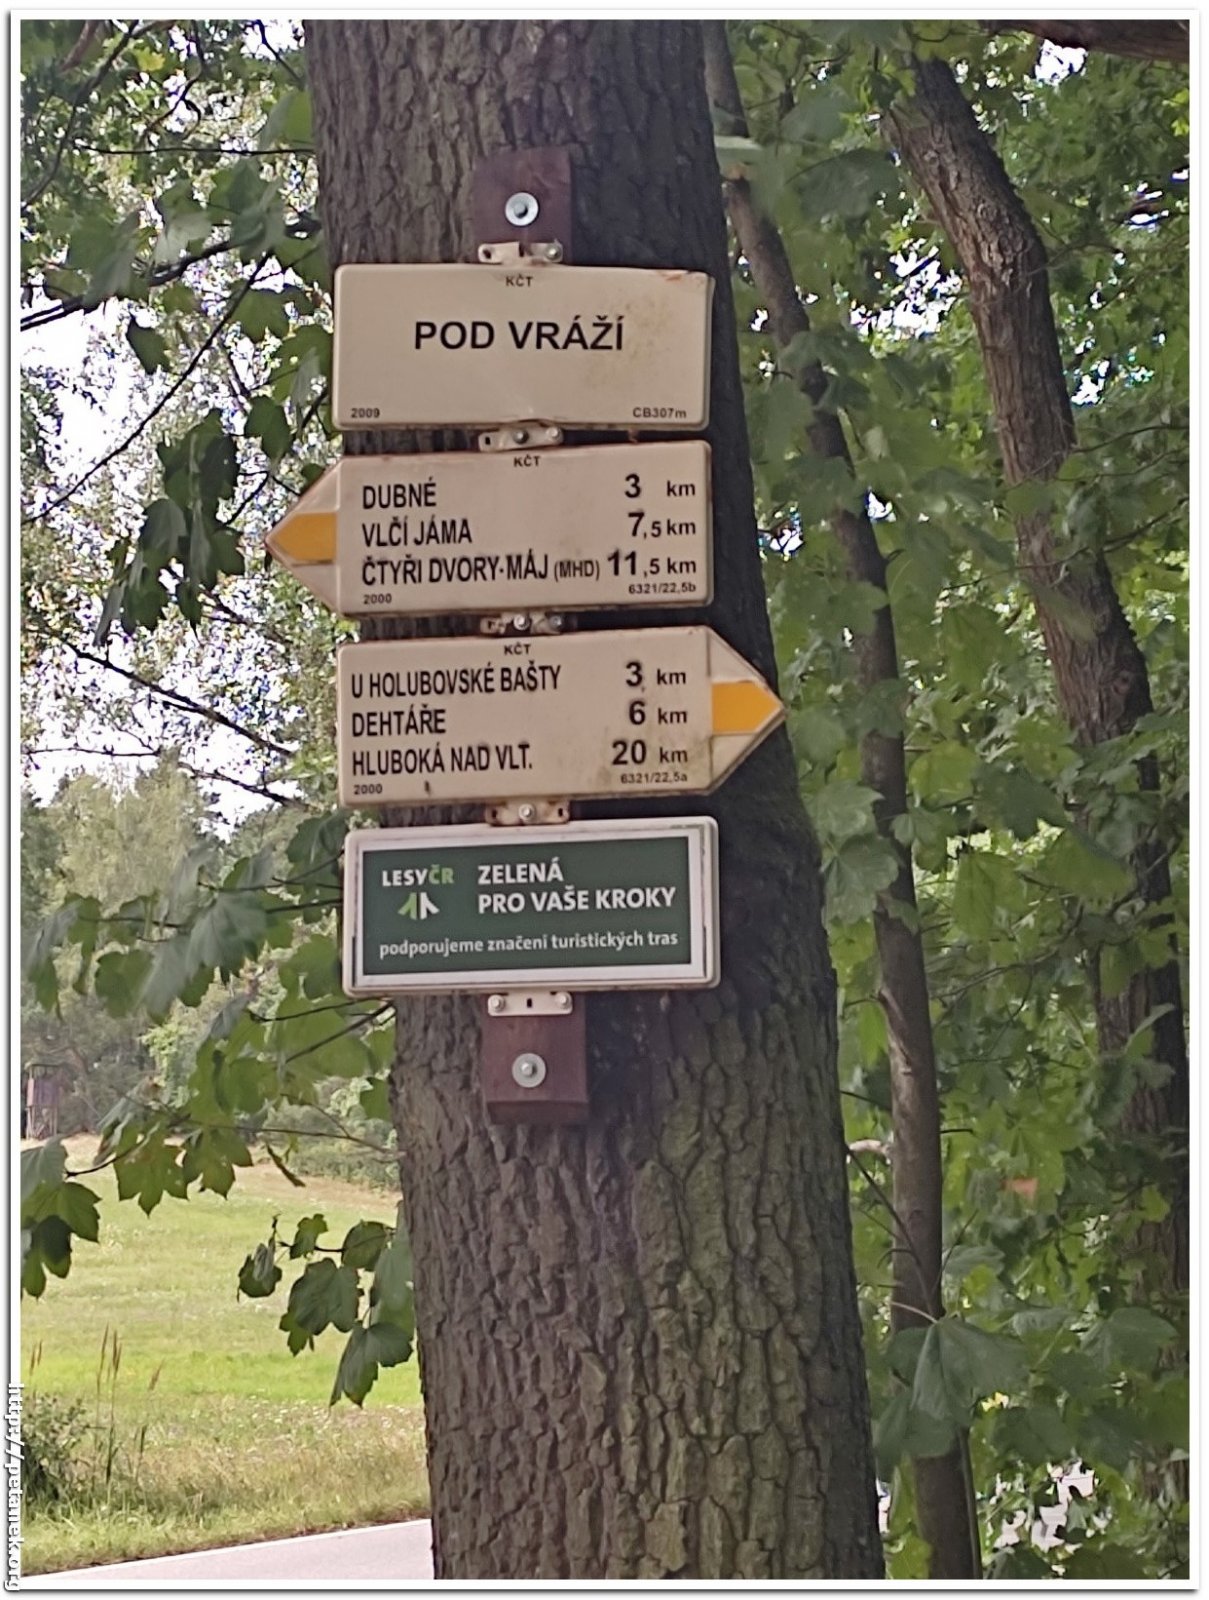 KČT
POD VRÁŽÍ
2009 CB307m
KČT
DUBNÉ 3 km
VLČÍ JÁMA 7,5 km
ČTYŘI DVORY-MÁJ (MHD) 11,5 km
2000 6321/22,5b
KČT
U HOLUBOVSKÉ BAŠTY 3 km
DEHTÁŘE 6 km
HLUBOKÁ NAD VLT. 20 km
2000 6321/22,5a
LESYČR ZELENÁ
PRO VAŠE KROKY
podporujeme značení turistických tras
http://petanek.org